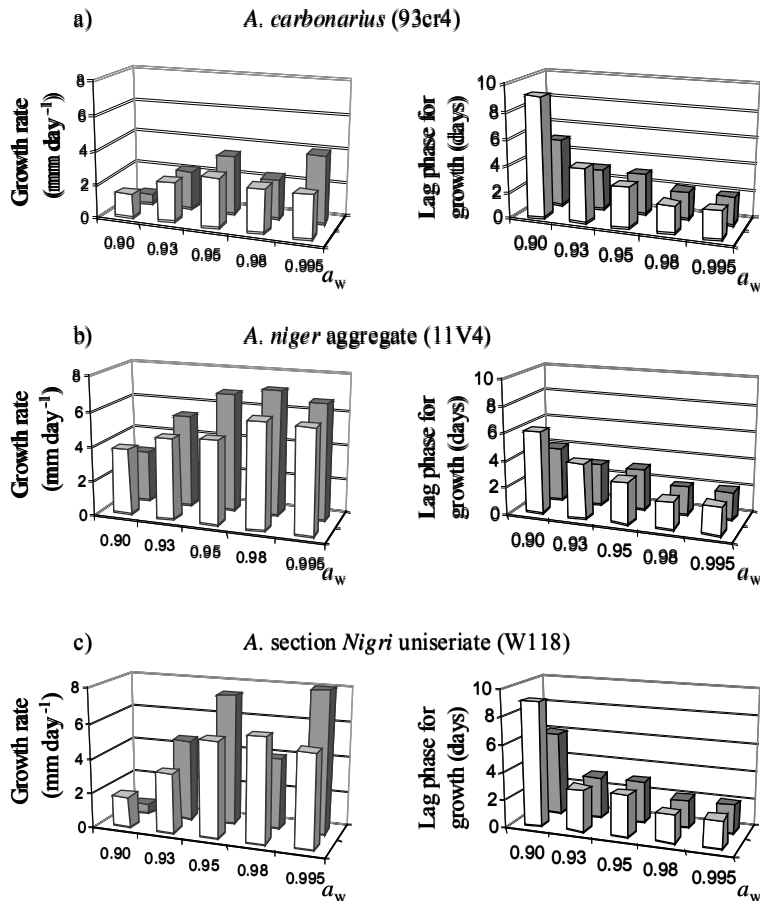 a) A. carbonarius (93cr4)
Growth rate
(mm day⁻¹)
8
6
4
2
0
0.90 0.93 0.95 0.98 0.995
aw
Lag phase for
growth (days)
10
8
6
4
2
0
0.90 0.93 0.95 0.98 0.995
aw
b) A. niger aggregate (11V4)
Growth rate
(mm day⁻¹)
8
6
4
2
0
0.90 0.93 0.95 0.98 0.995
aw
Lag phase for
growth (days)
10
8
6
4
2
0
0.90 0.93 0.95 0.98 0.995
aw
c) A. section Nigri uniseriate (W118)
Growth rate
(mm day⁻¹)
8
6
4
2
0
0.90 0.93 0.95 0.98 0.995
aw
Lag phase for
growth (days)
10
8
6
4
2
0
0.90 0.93 0.95 0.98 0.995
aw